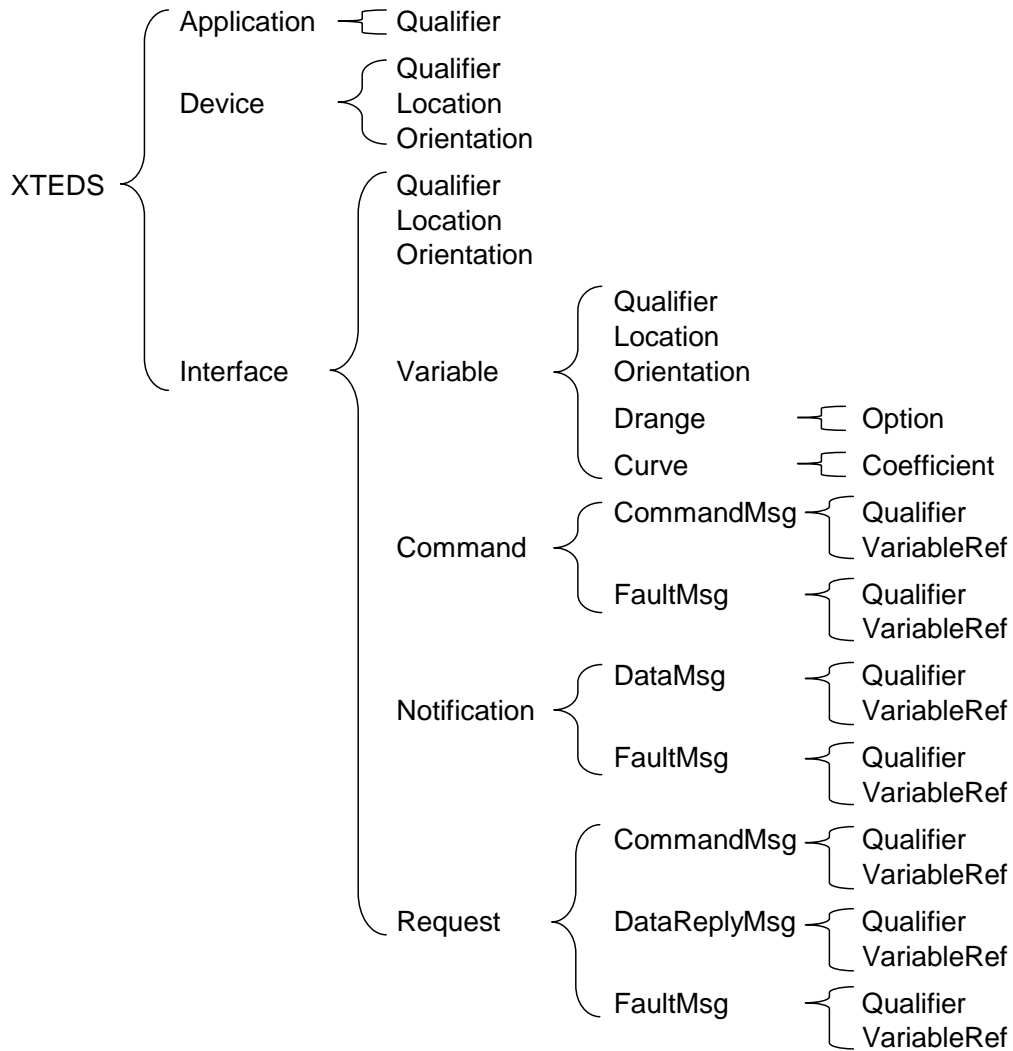 Application
Qualifier
Qualifier
Device
Location
Orientation
XTEDS
Qualifier
Location
Orientation
Qualifier
Location
Interface
Variable
Orientation
Drange
Option
Curve
Coefficient
CommandMsg
Qualifier
Command
VariableRef
FaultMsg
Qualifier
VariableRef
DataMsg
Qualifier
Notification
VariableRef
FaultMsg
Qualifier
VariableRef
CommandMsg
Qualifier
VariableRef
Request
DataReplyMsg
Qualifier
VariableRef
FaultMsg
Qualifier
VariableRef